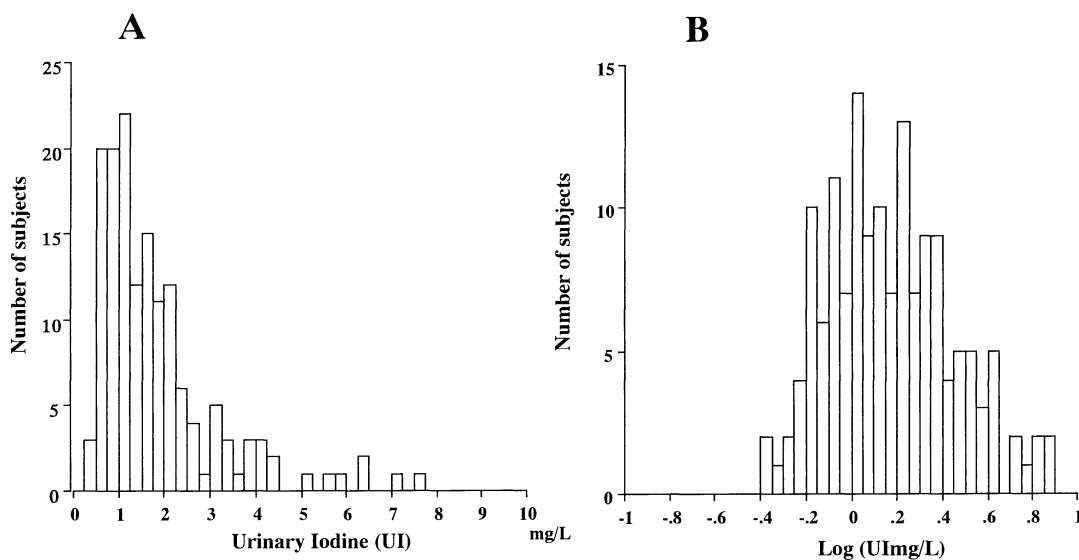 A
B
25
20
15
10
5
0
Number of subjects
0 1 2 3 4 5 6 7 8 9 10
mg/L
Urinary Iodine (UI)
15
10
5
0
Number of subjects
-1 -.8 -.6 -.4 -.2 0 .2 .4 .6 .8 1
Log (UImg/L)